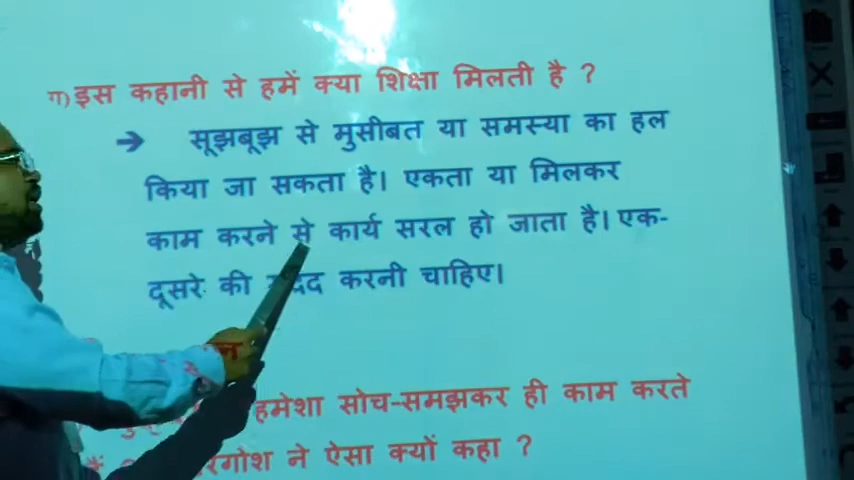 ग) इस कहानी से हमें क्या शिक्षा मिलती है ?
→ सूझबूझ से मुसीबत या समस्या का हल
किया जा सकता है। एकता या मिलकर
काम करने से कार्य सरल हो जाता है। एक-
दूसरे की करनी चाहिए।
हमेशा सोच-समझकर ही काम करते
ने ऐसा क्यों कहा ?